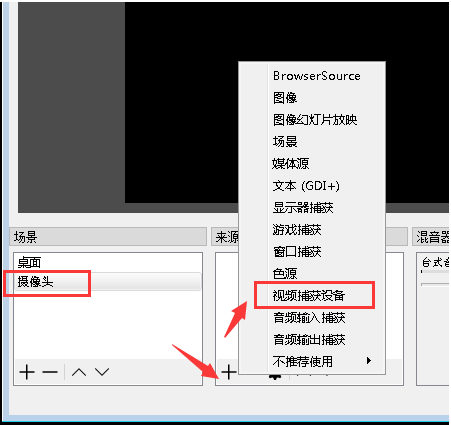 BrowserSource
图像
图像幻灯片放映
场景
媒体源
文本 (GDI+)
显示器捕获
游戏捕获
窗口捕获
色源
视频捕获设备
音频输入捕获
音频输出捕获
不推荐使用
场景
桌面
摄像头
来源
混音器